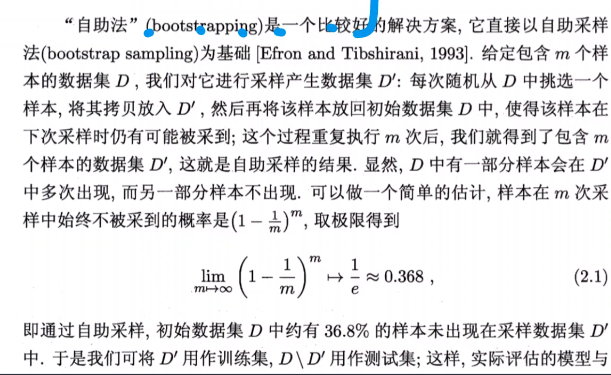 “自助法” (bootstrapping)是一个比较好的解决方案, 它直接以自助采样
法(bootstrap sampling)为基础 [Efron and Tibshirani, 1993]. 给定包含 m 个样
本的数据集 D , 我们对它进行采样产生数据集 D′: 每次随机从 D 中挑选一个
样本, 将其拷贝放入 D′ , 然后再将该样本放回初始数据集 D 中, 使得该样本在
下次采样时仍有可能被采到; 这个过程重复执行 m 次后, 我们就得到了包含 m
个样本的数据集 D′, 这就是自助采样的结果. 显然, D 中有一部分样本会在 D′
中多次出现, 而另一部分样本不出现. 可以做一个简单的估计, 样本在 m 次采
样中始终不被采到的概率是 (1 − 1/m)^m, 取极限得到
lim m↦∞ (1 − 1/m)^m ↦ 1/e ≈ 0.368 , (2.1)
即通过自助采样, 初始数据集 D 中约有 36.8% 的样本未出现在采样数据集 D′
中. 于是我们可将 D′ 用作训练集, D\D′ 用作测试集; 这样, 实际评估的模型与